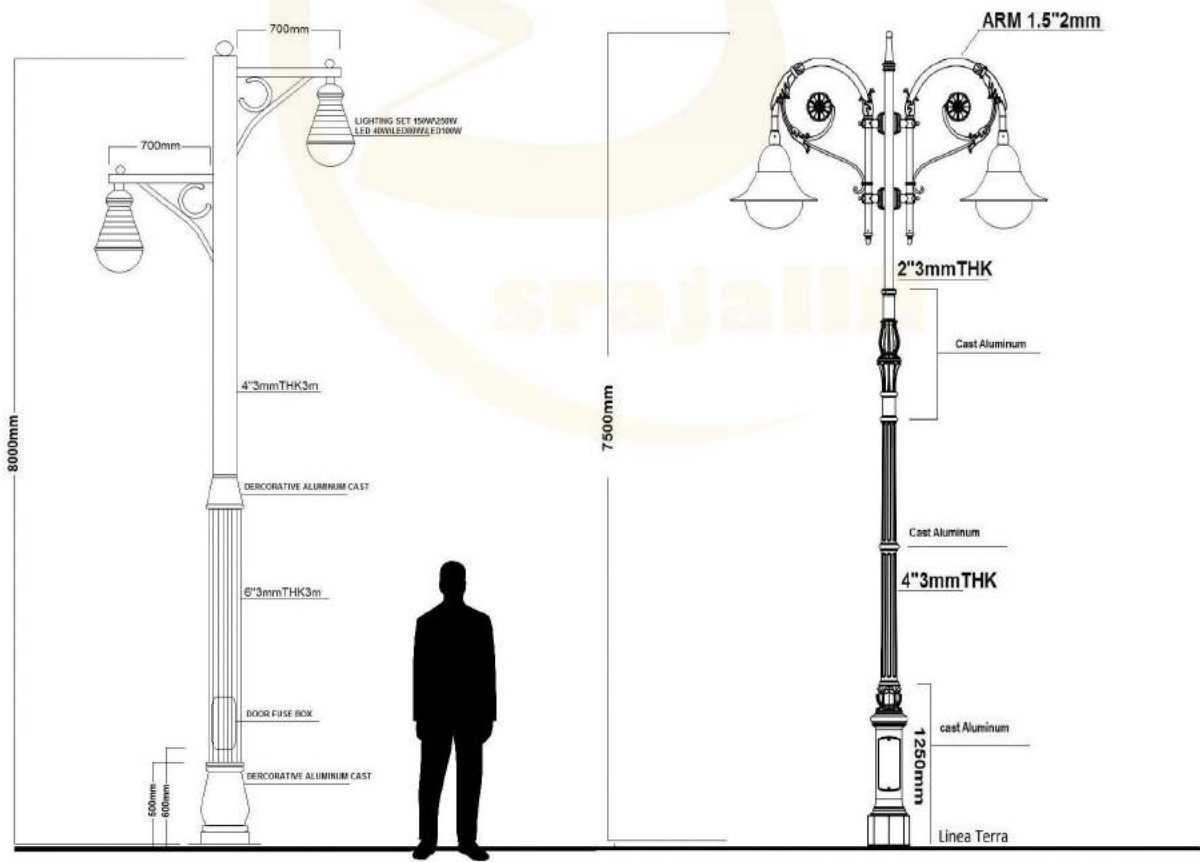 700mm
LIGHTING SET 150W\250W
LED 40W\LED80W\LED100W
700mm
8000mm
4"3mmTHK3m
DERCORATIVE ALUMINUM CAST
6"3mmTHK3m
DOOR FUSE BOX
DERCORATIVE ALUMINUM CAST
500mm
600mm
srajallil
ARM 1.5"2mm
7500mm
2"3mmTHK
Cast Aluminum
Cast Aluminum
4"3mmTHK
cast Aluminum
1250mm
Linea Terra